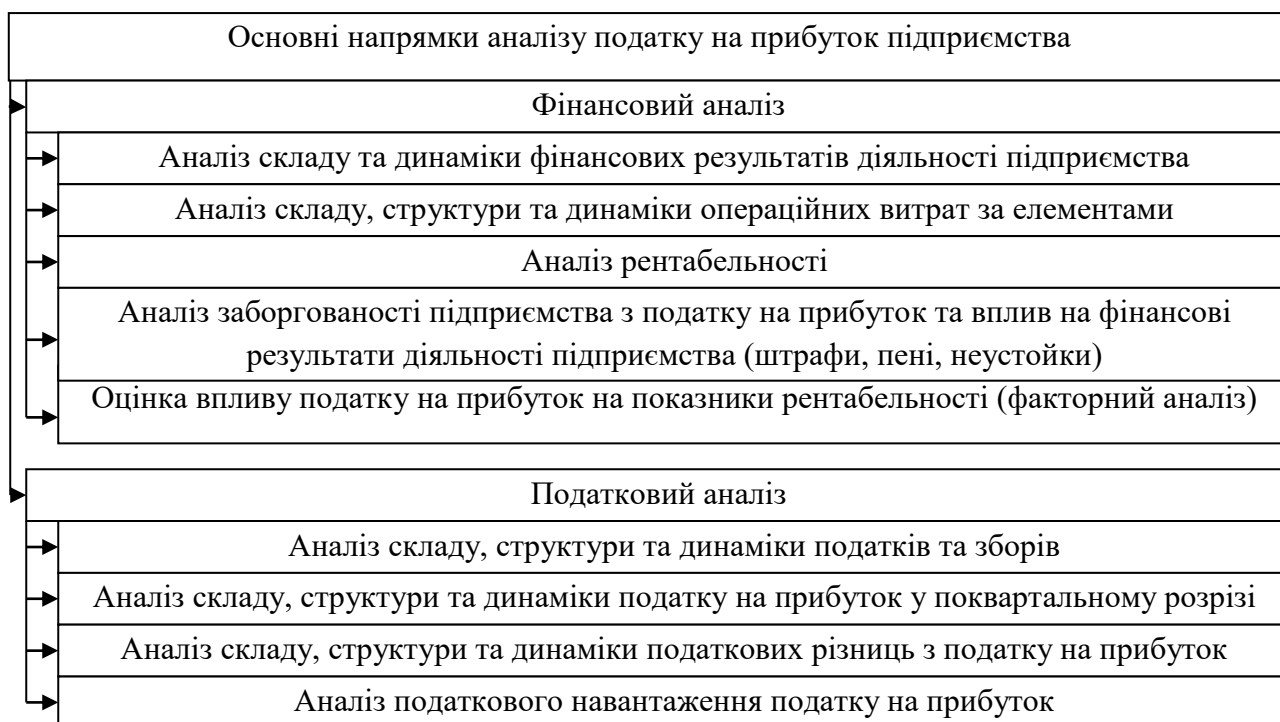 Основні напрямки аналізу податку на прибуток підприємства
Фінансовий аналіз
Аналіз складу та динаміки фінансових результатів діяльності підприємства
Аналіз складу, структури та динаміки операційних витрат за елементами
Аналіз рентабельності
Аналіз заборгованості підприємства з податку на прибуток та вплив на фінансові
результати діяльності підприємства (штрафи, пені, неустойки)
Оцінка впливу податку на прибуток на показники рентабельності (факторний аналіз)
Податковий аналіз
Аналіз складу, структури та динаміки податків та зборів
Аналіз складу, структури та динаміки податку на прибуток у поквартальному розрізі
Аналіз складу, структури та динаміки податкових різниць з податку на прибуток
Аналіз податкового навантаження податку на прибуток